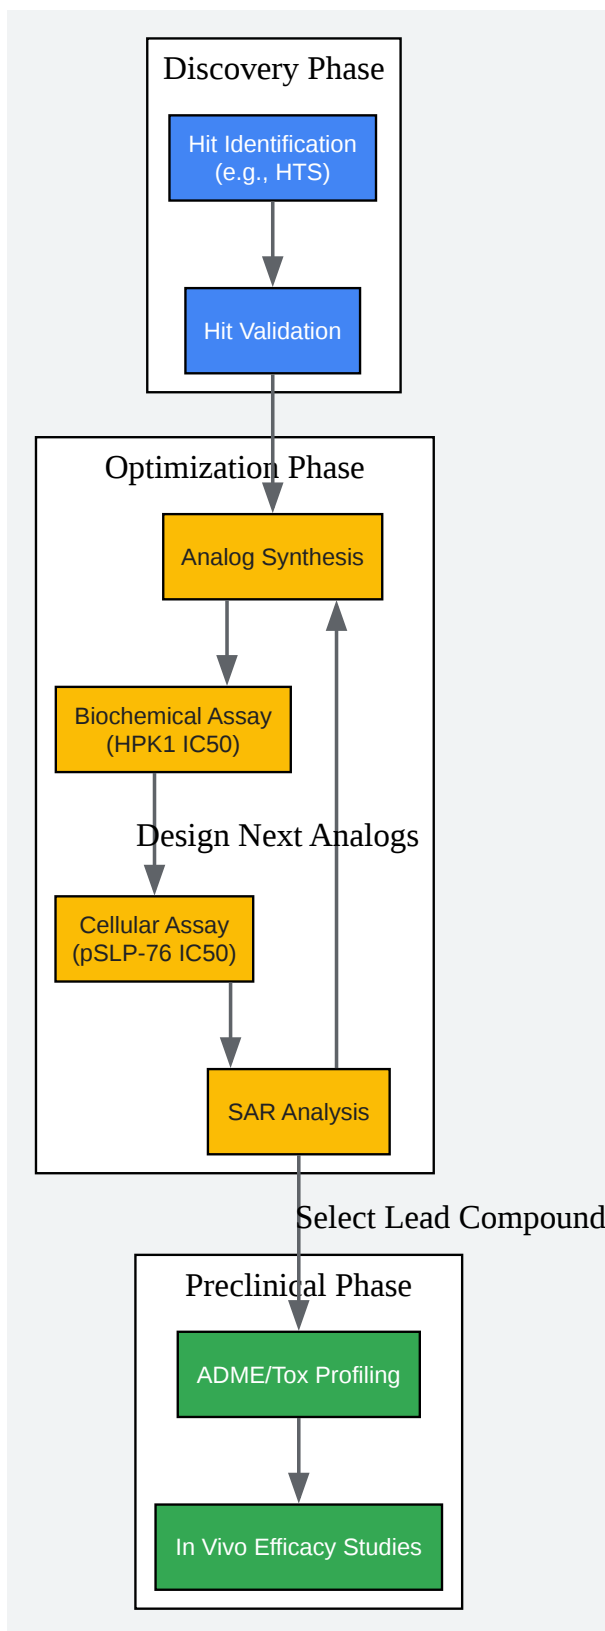 Discovery Phase
Hit Identification
(e.g., HTS)
Hit Validation
Optimization Phase
Analog Synthesis
Biochemical Assay
(HPK1 IC50)
Design Next Analogs
Cellular Assay
(pSLP-76 IC50)
SAR Analysis
Select Lead Compound
Preclinical Phase
ADME/Tox Profiling
In Vivo Efficacy Studies